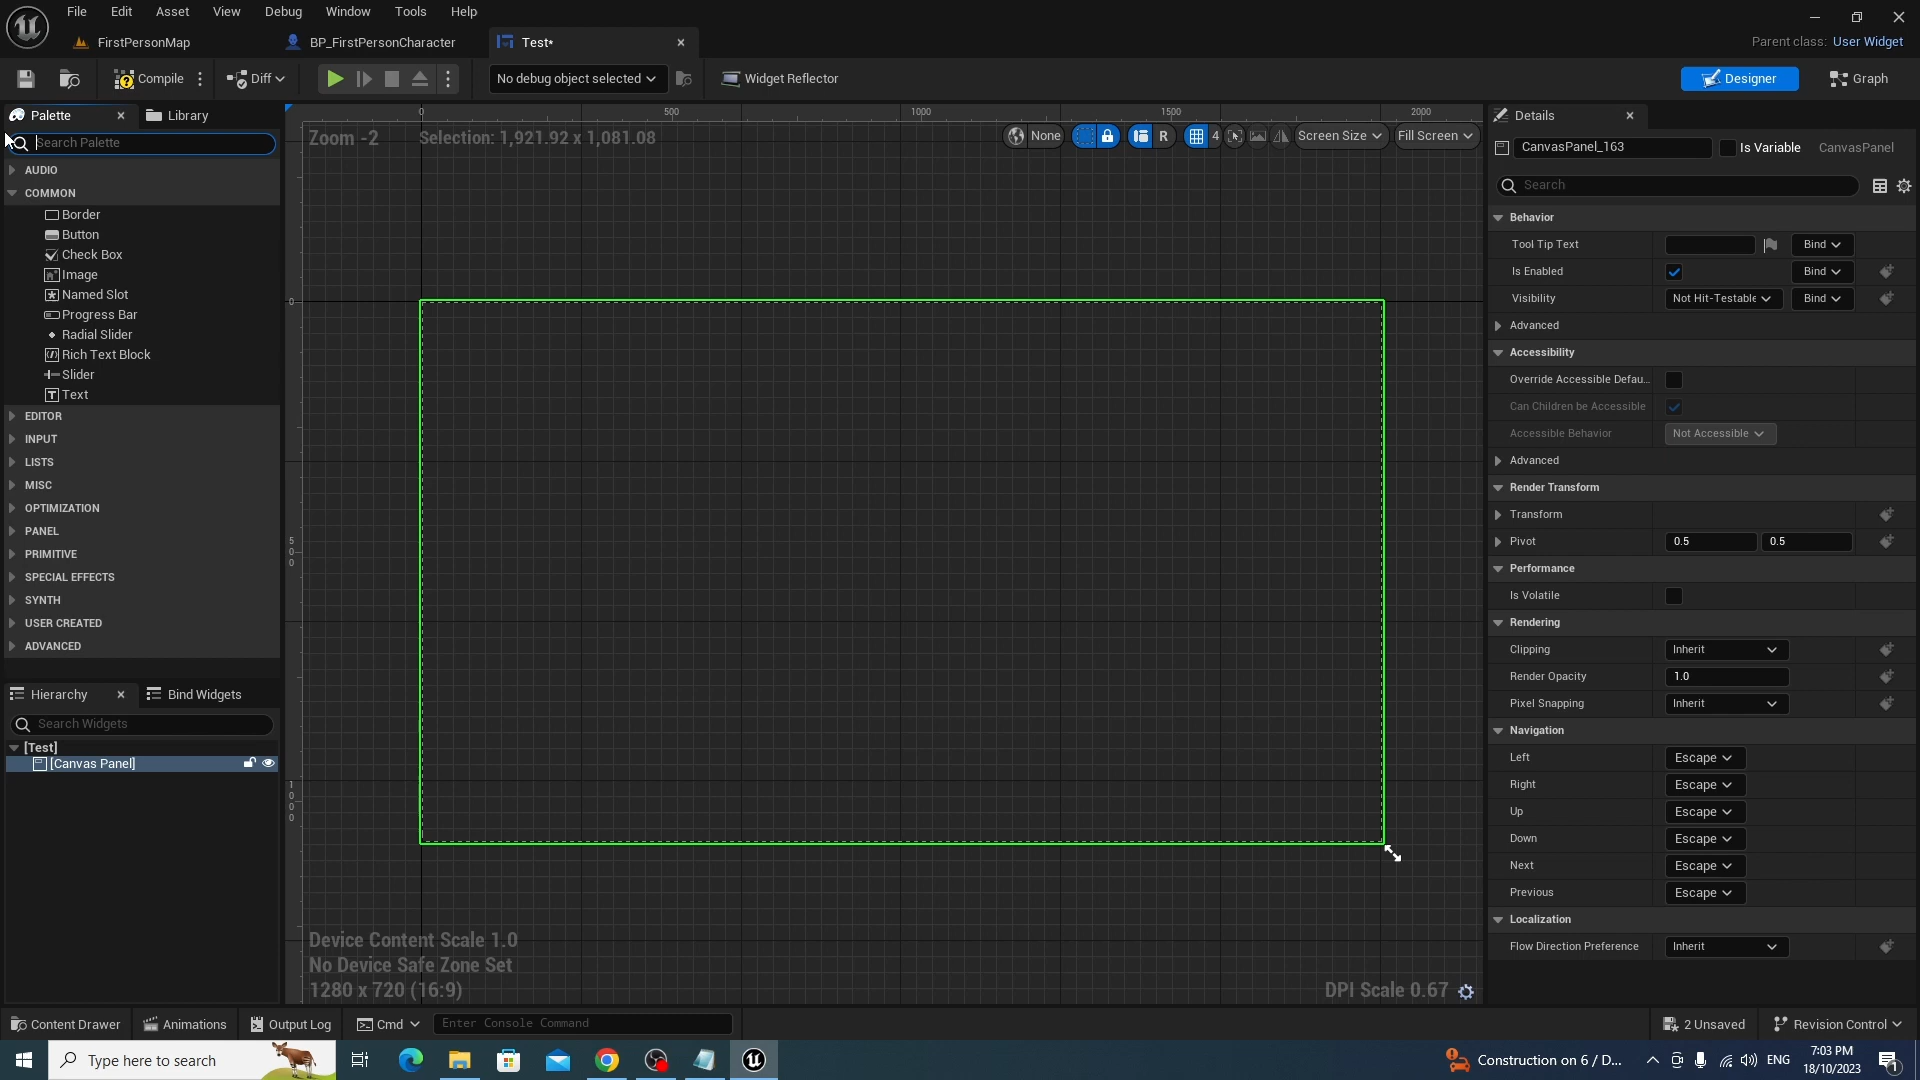 File Edit Asset View Debug Window Tools Help
FirstPersonMap BP_FirstPersonCharacter Test*
Parent class: User Widget
Compile Diff No debug object selected Widget Reflector Designer Graph
Palette Library
Search Palette
AUDIO
COMMON
Border
Button
Check Box
Image
Named Slot
Progress Bar
Radial Slider
Rich Text Block
Slider
Text
EDITOR
INPUT
LISTS
MISC
OPTIMIZATION
PANEL
PRIMITIVE
SPECIAL EFFECTS
SYNTH
USER CREATED
ADVANCED
Hierarchy Bind Widgets
Search Widgets
[Test]
[Canvas Panel]
0 500 1000 1500 2000
Zoom -2 Selection: 1,921.92 x 1,081.08
None R 4 Screen Size Fill Screen
0
500
1000
Device Content Scale 1.0
No Device Safe Zone Set
1280 x 720 (16:9)
DPI Scale 0.67
Details
CanvasPanel_163 Is Variable CanvasPanel
Search
Behavior
Tool Tip Text Bind
Is Enabled Bind
Visibility Not Hit-Testable Bind
Advanced
Accessibility
Override Accessible Defau...
Can Children be Accessible
Accessible Behavior Not Accessible
Advanced
Render Transform
Transform
Pivot 0.5 0.5
Performance
Is Volatile
Rendering
Clipping Inherit
Render Opacity 1.0
Pixel Snapping Inherit
Navigation
Left Escape
Right Escape
Up Escape
Down Escape
Next Escape
Previous Escape
Localization
Flow Direction Preference Inherit
Content Drawer Animations Output Log Cmd Enter Console Command 2 Unsaved Revision Control
Type here to search
Construction on 6 / D... ENG 7:03 PM
18/10/2023
1